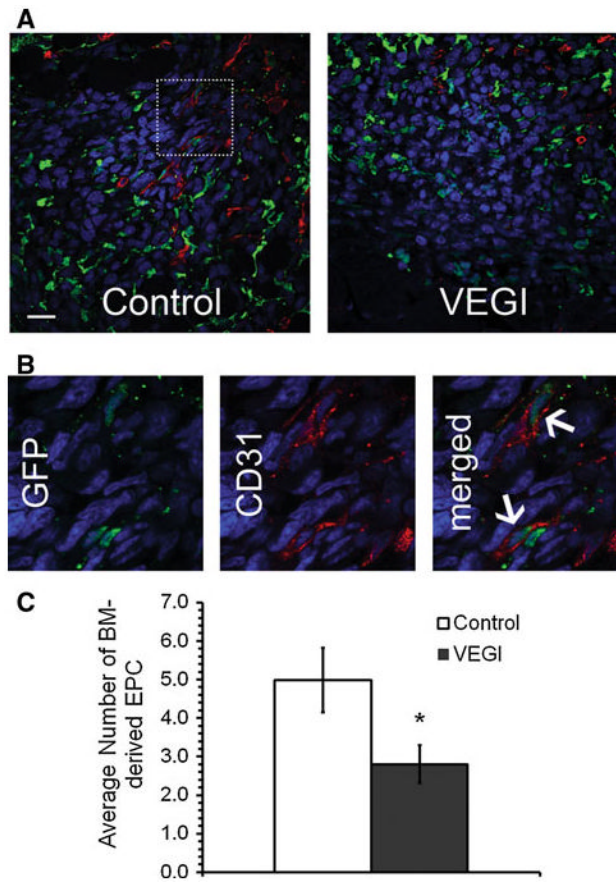 A
Control
VEGI
B
GFP
CD31
merged
C
Average Number of BM-
derived EPC
7.0
6.0
5.0
4.0
3.0
2.0
1.0
0.0
Control
VEGI
*